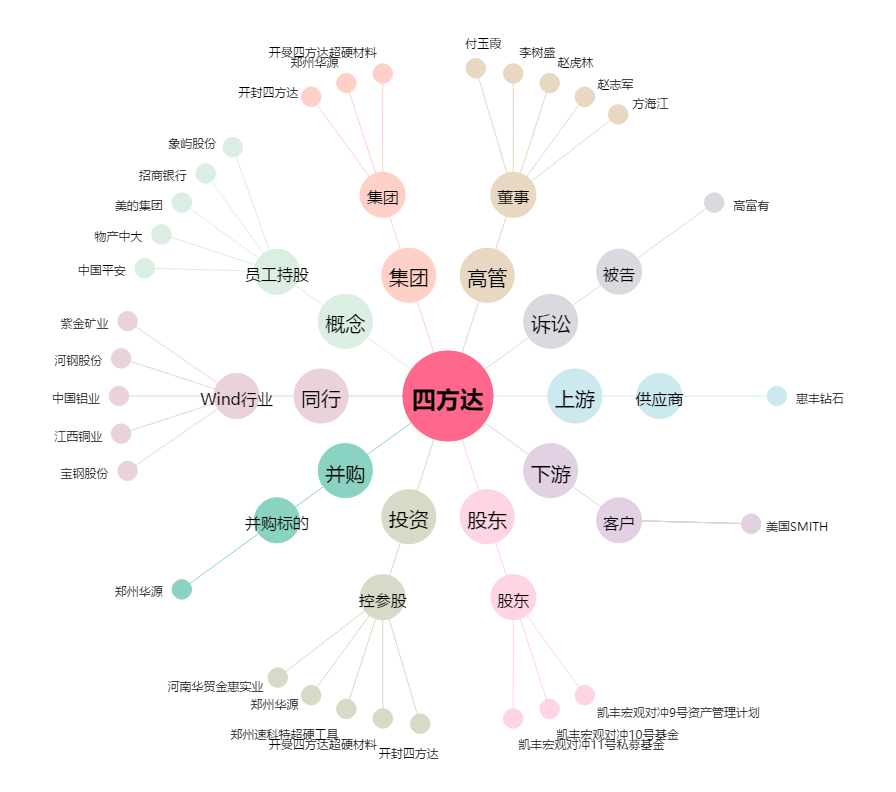 付玉霞
开受四方达超硬材料
李树盛
郑州华源
赵虎林
开封四方达
赵志军
方海江
象屿股份
招商银行
集团
董事
美的集团
高富有
物产中大
中国平安
员工持股
集团
高管
被告
紫金矿业
概念
诉讼
河钢股份
中国铝业
Wind行业
同行
四方达
上游
供应商
惠丰钻石
江西铜业
宝钢股份
并购
下游
并购标的
投资
股东
客户
美国SMITH
郑州华源
控参股
股东
河南华贸金惠实业
郑州华源
凯丰宏观对冲9号资产管理计划
郑州速科特超硬工具
凯丰宏观对冲10号基金
开受四方达超硬材料
凯丰宏观对冲11号私募基金
开封四方达